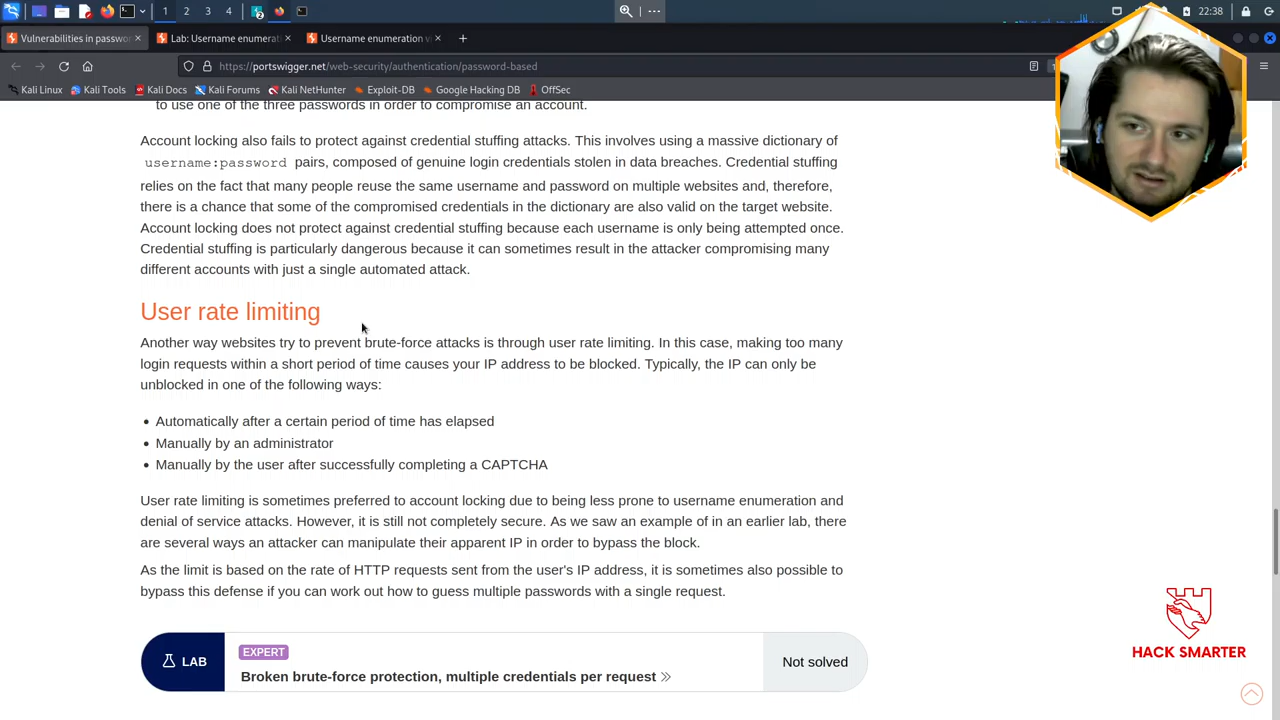 1 2 3 4 2 22:38
Vulnerabilities in passwo × Lab: Username enumerat × Username enumeration v ×
https://portswigger.net/web-security/authentication/password-based
Kali Linux Kali Tools Kali Docs Kali Forums Kali NetHunter Exploit-DB Google Hacking DB OffSec
to use one of the three passwords in order to compromise an account.
Account locking also fails to protect against credential stuffing attacks. This involves using a massive dictionary of
username:password pairs, composed of genuine login credentials stolen in data breaches. Credential stuffing
relies on the fact that many people reuse the same username and password on multiple websites and, therefore,
there is a chance that some of the compromised credentials in the dictionary are also valid on the target website.
Account locking does not protect against credential stuffing because each username is only being attempted once.
Credential stuffing is particularly dangerous because it can sometimes result in the attacker compromising many
different accounts with just a single automated attack.
User rate limiting
Another way websites try to prevent brute-force attacks is through user rate limiting. In this case, making too many
login requests within a short period of time causes your IP address to be blocked. Typically, the IP can only be
unblocked in one of the following ways:
• Automatically after a certain period of time has elapsed
• Manually by an administrator
• Manually by the user after successfully completing a CAPTCHA
User rate limiting is sometimes preferred to account locking due to being less prone to username enumeration and
denial of service attacks. However, it is still not completely secure. As we saw an example of in an earlier lab, there
are several ways an attacker can manipulate their apparent IP in order to bypass the block.
As the limit is based on the rate of HTTP requests sent from the user's IP address, it is sometimes also possible to
bypass this defense if you can work out how to guess multiple passwords with a single request.
LAB
EXPERT
Broken brute-force protection, multiple credentials per request
Not solved
HACK SMARTER